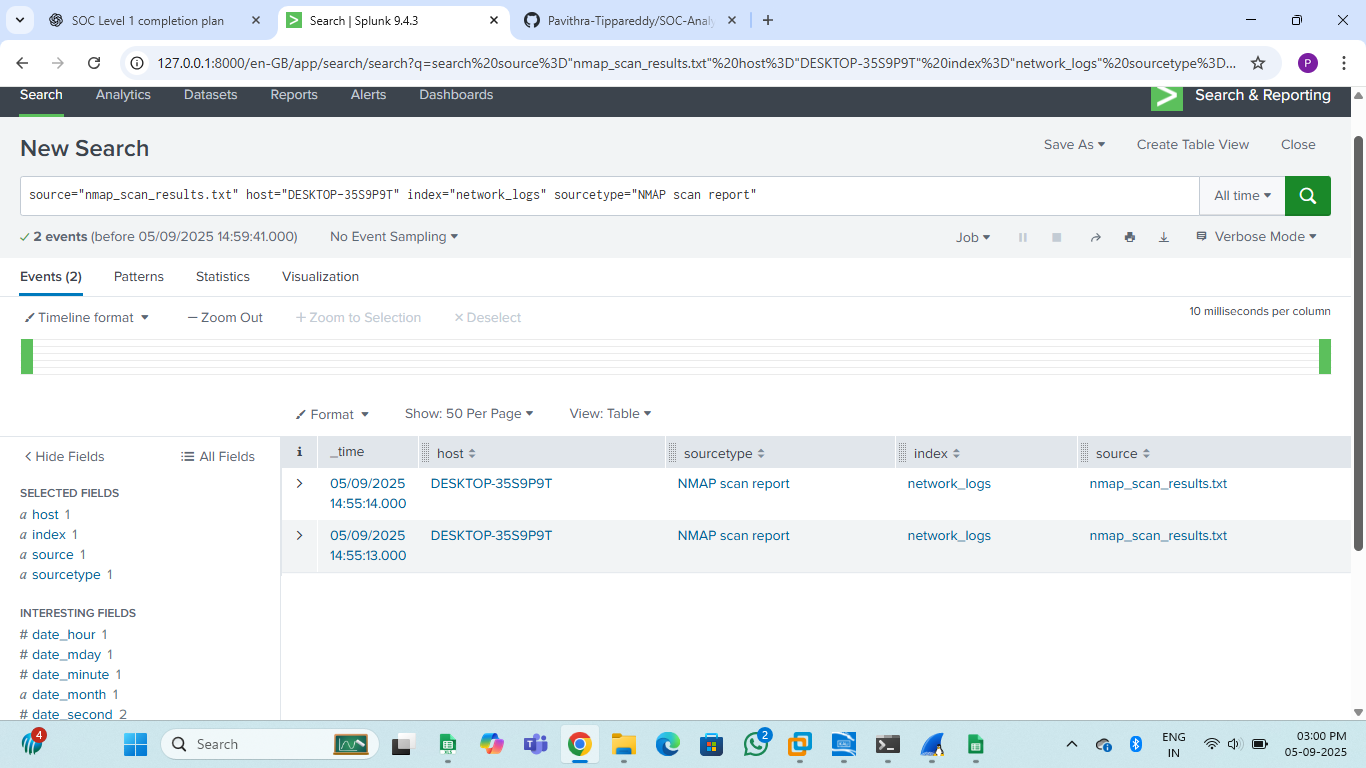 SOC Level 1 completion plan
Search | Splunk 9.4.3
Pavithra-Tippareddy/SOC-Analy
127.0.0.1:8000/en-GB/app/search/search?q=search%20source%3D"nmap_scan_results.txt"%20host%3D"DESKTOP-35S9P9T"%20index%3D"network_logs"%20sourcetype%3D...
P
Search Analytics Datasets Reports Alerts Dashboards
Search & Reporting
New Search
Save As Create Table View Close
source="nmap_scan_results.txt" host="DESKTOP-35S9P9T" index="network_logs" sourcetype="NMAP scan report"
All time
2 events (before 05/09/2025 14:59:41.000)
No Event Sampling
Job
Verbose Mode
Events (2) Patterns Statistics Visualization
Timeline format — Zoom Out + Zoom to Selection × Deselect
10 milliseconds per column
Format Show: 50 Per Page View: Table
< Hide Fields All Fields
SELECTED FIELDS
a host 1
a index 1
a source 1
a sourcetype 1
INTERESTING FIELDS
# date_hour 1
# date_mday 1
# date_minute 1
a date_month 1
# date_second 2
i _time host sourcetype index source
> 05/09/2025 14:55:14.000 DESKTOP-35S9P9T NMAP scan report network_logs nmap_scan_results.txt
> 05/09/2025 14:55:13.000 DESKTOP-35S9P9T NMAP scan report network_logs nmap_scan_results.txt
4
Search
2
ENG
IN
03:00 PM
05-09-2025